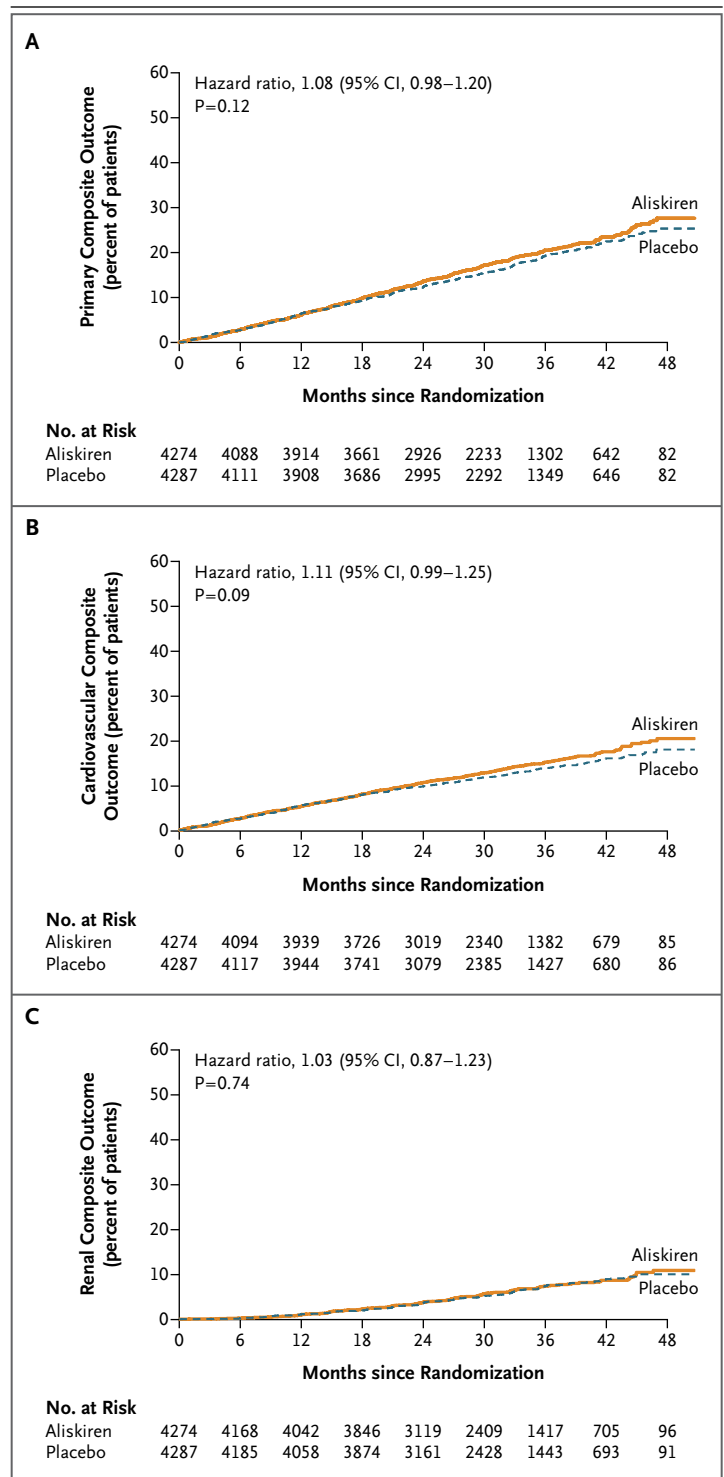 A
Primary Composite Outcome
(percent of patients)
60
50
40
30
20
10
0
Hazard ratio, 1.08 (95% CI, 0.98–1.20)
P=0.12
Aliskiren
Placebo
0 6 12 18 24 30 36 42 48
Months since Randomization
No. at Risk
Aliskiren 4274 4088 3914 3661 2926 2233 1302 642 82
Placebo 4287 4111 3908 3686 2995 2292 1349 646 82
B
Cardiovascular Composite
Outcome (percent of patients)
60
50
40
30
20
10
0
Hazard ratio, 1.11 (95% CI, 0.99–1.25)
P=0.09
Aliskiren
Placebo
0 6 12 18 24 30 36 42 48
Months since Randomization
No. at Risk
Aliskiren 4274 4094 3939 3726 3019 2340 1382 679 85
Placebo 4287 4117 3944 3741 3079 2385 1427 680 86
C
Renal Composite Outcome
(percent of patients)
60
50
40
30
20
10
0
Hazard ratio, 1.03 (95% CI, 0.87–1.23)
P=0.74
Aliskiren
Placebo
0 6 12 18 24 30 36 42 48
Months since Randomization
No. at Risk
Aliskiren 4274 4168 4042 3846 3119 2409 1417 705 96
Placebo 4287 4185 4058 3874 3161 2428 1443 693 91